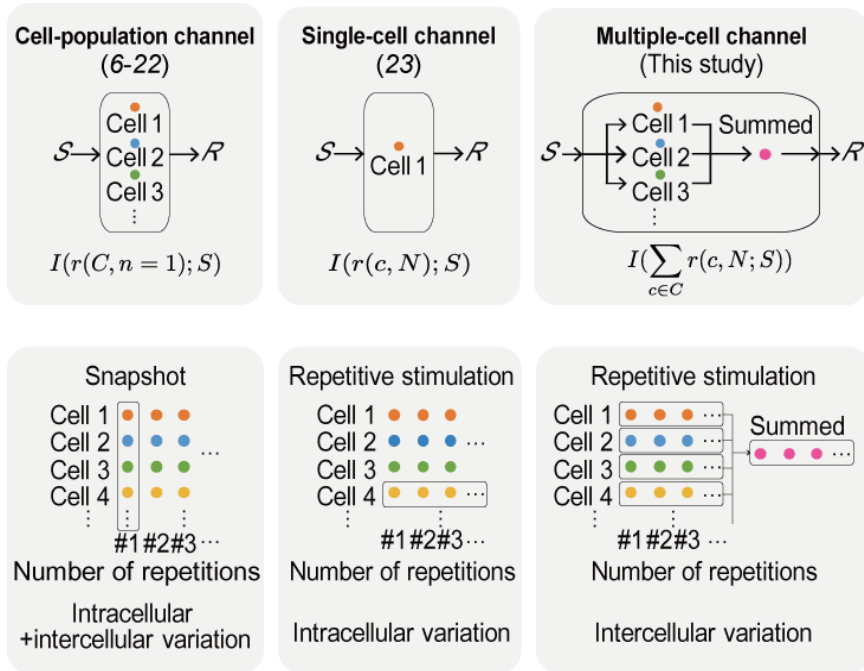 Cell-population channel
(6-22)
S
Cell 1
Cell 2
Cell 3
⋮
R
I(r(C, n = 1); S)
Single-cell channel
(23)
S
Cell 1
R
I(r(c, N); S)
Multiple-cell channel
(This study)
S
Cell 1
Cell 2
Cell 3
⋮
Summed
R
I(∑ r(c, N; S))
c∈C
Snapshot
Cell 1
Cell 2
...
Cell 3
Cell 4
⋮ ⋮ ⋮
#1 #2 #3 ...
Number of repetitions
Intracellular
+intercellular variation
Repetitive stimulation
Cell 1
Cell 2 ...
Cell 3
Cell 4 ...
⋮ ⋮
#1 #2 #3 ...
Number of repetitions
Intracellular variation
Repetitive stimulation
Cell 1 ...
Cell 2 ...
Cell 3 ...
Cell 4 ...
⋮ ⋮
#1 #2 #3 ...
Summed
...
Number of repetitions
Intercellular variation